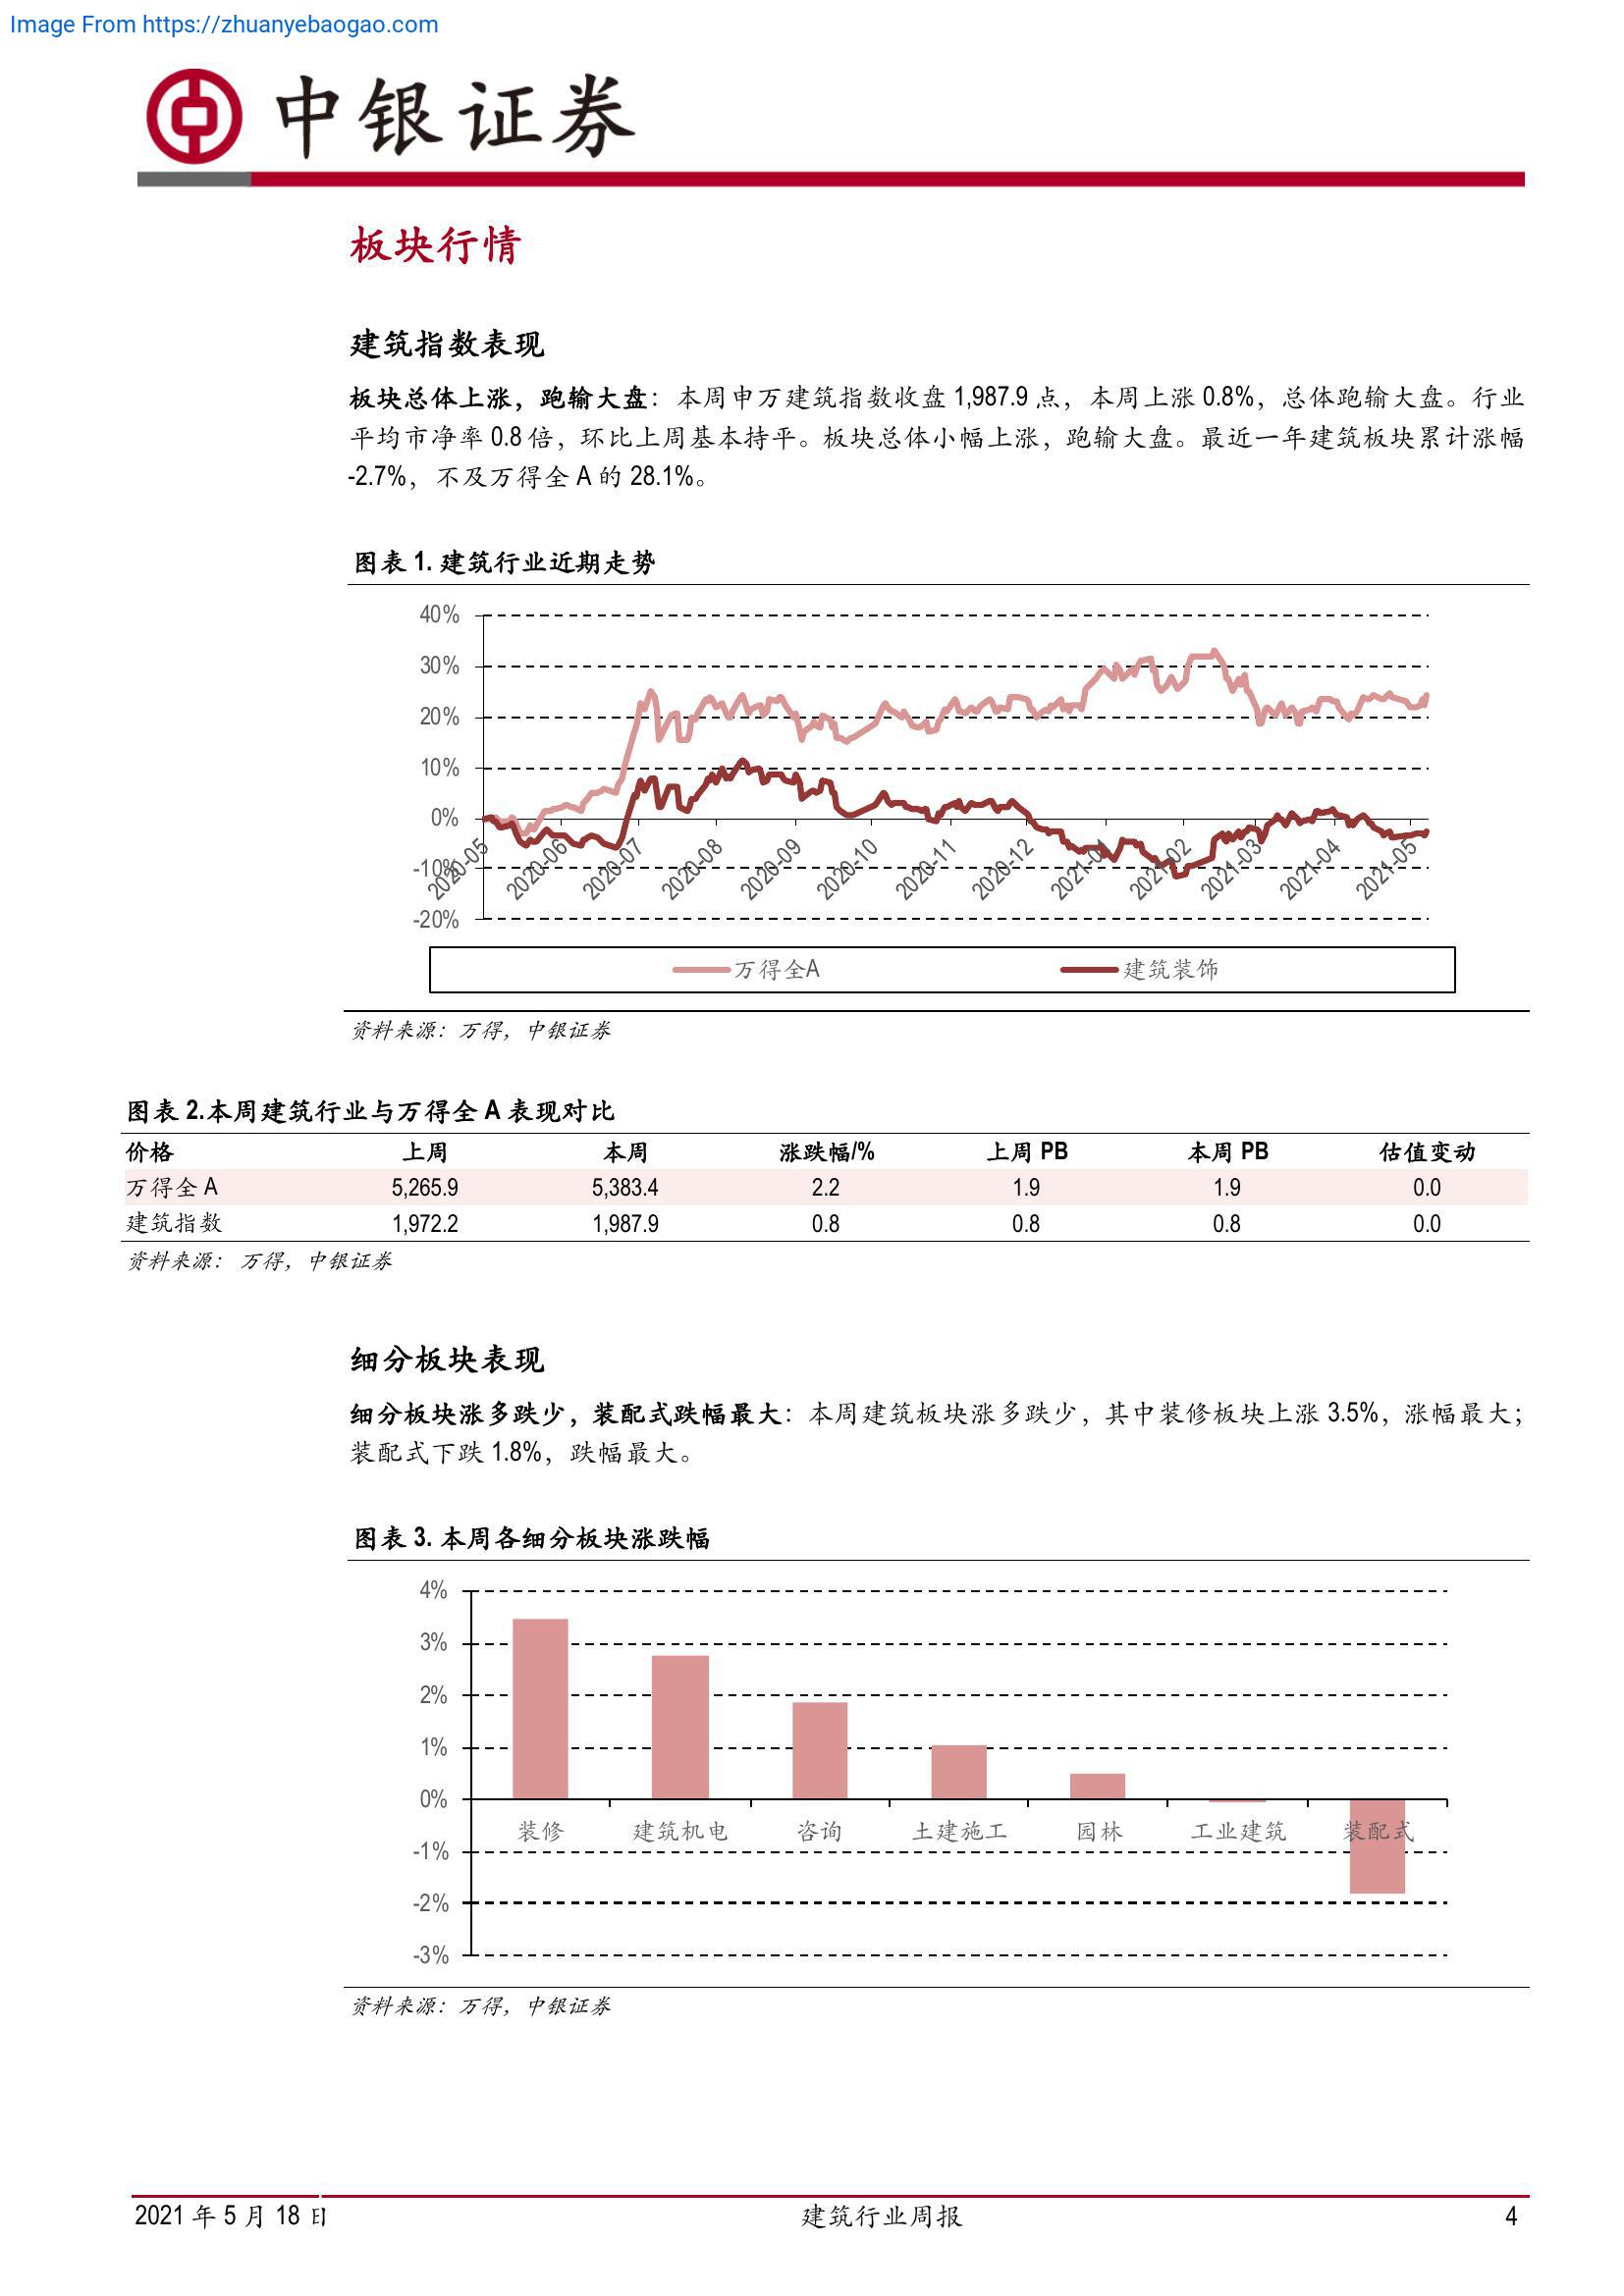 Image From https://zhuanyebaogao.com
中银证券
板块行情
建筑指数表现
板块总体上涨，跑输大盘：本周申万建筑指数收盘 1,987.9 点，本周上涨 0.8%，总体跑输大盘。行业
平均市净率 0.8 倍，环比上周基本持平。板块总体小幅上涨，跑输大盘。最近一年建筑板块累计涨幅
-2.7%，不及万得全 A 的 28.1%。
图表 1. 建筑行业近期走势
40%
30%
20%
10%
0%
-10%
-20%
2020-05 2020-06 2020-07 2020-08 2020-09 2020-10 2020-11 2020-12 2021-01 2021-02 2021-03 2021-04 2021-05
万得全A 建筑装饰
资料来源：万得，中银证券
图表 2.本周建筑行业与万得全 A 表现对比
价格 上周 本周 涨跌幅/% 上周 PB 本周 PB 估值变动
万得全 A 5,265.9 5,383.4 2.2 1.9 1.9 0.0
建筑指数 1,972.2 1,987.9 0.8 0.8 0.8 0.0
资料来源： 万得，中银证券
细分板块表现
细分板块涨多跌少，装配式跌幅最大：本周建筑板块涨多跌少，其中装修板块上涨 3.5%，涨幅最大；
装配式下跌 1.8%，跌幅最大。
图表 3. 本周各细分板块涨跌幅
4%
3%
2%
1%
0%
装修 建筑机电 咨询 土建施工 园林 工业建筑 装配式
-1%
-2%
-3%
资料来源：万得，中银证券
2021 年 5 月 18 日 建筑行业周报 4